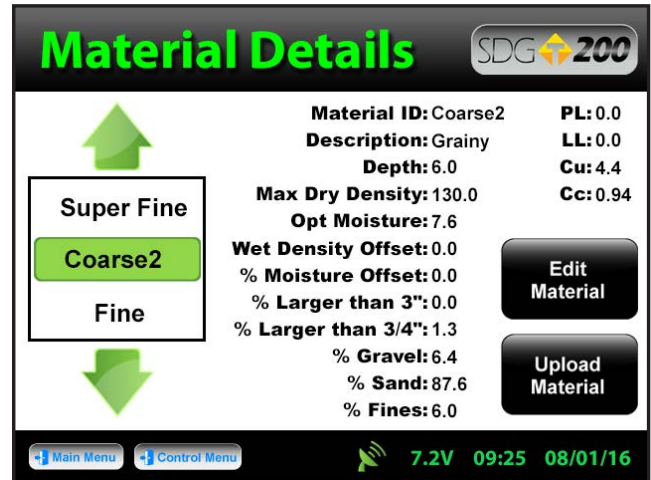 Material Details
SDG 200
Super Fine
Coarse2
Fine
Material ID: Coarse2
Description: Grainy
Depth: 6.0
Max Dry Density: 130.0
Opt Moisture: 7.6
Wet Density Offset: 0.0
% Moisture Offset: 0.0
% Larger than 3": 0.0
% Larger than 3/4": 1.3
% Gravel: 6.4
% Sand: 87.6
% Fines: 6.0
PL: 0.0
LL: 0.0
Cu: 4.4
Cc: 0.94
Edit
Material
Upload
Material
Main Menu
Control Menu
7.2V 09:25 08/01/16